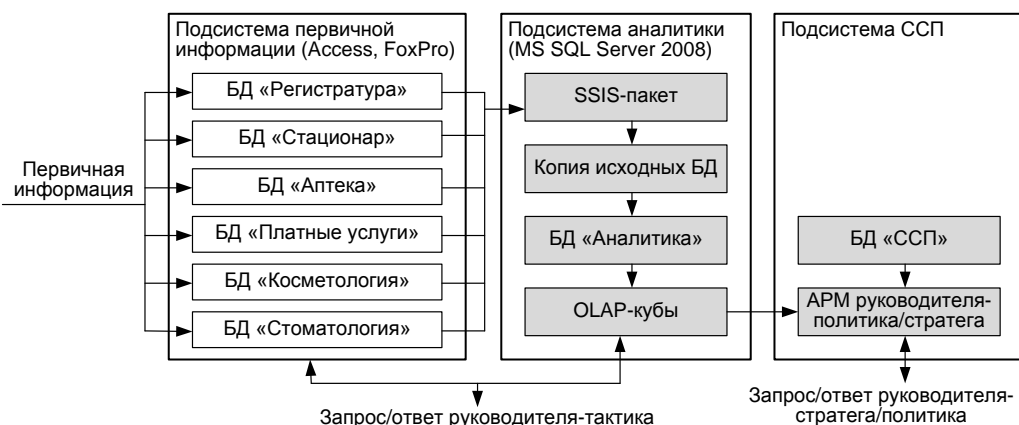 Подсистема первичной
информации (Access, FoxPro)
БД «Регистратура»
БД «Стационар»
БД «Аптека»
БД «Платные услуги»
БД «Косметология»
БД «Стоматология»
Первичная
информация
Подсистема аналитики
(MS SQL Server 2008)
SSIS-пакет
Копия исходных БД
БД «Аналитика»
OLAP-кубы
Подсистема ССП
БД «ССП»
АРМ руководителя-
политика/стратега
Запрос/ответ руководителя-тактика
Запрос/ответ руководителя-
стратега/политика